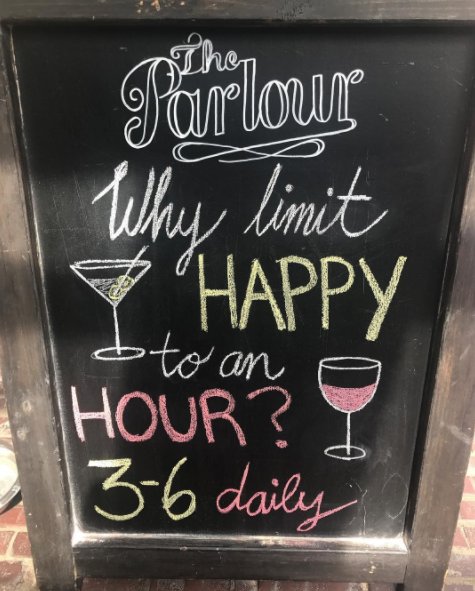 The
Parlour
Why limit
HAPPY
to an
HOUR?
3-6 daily